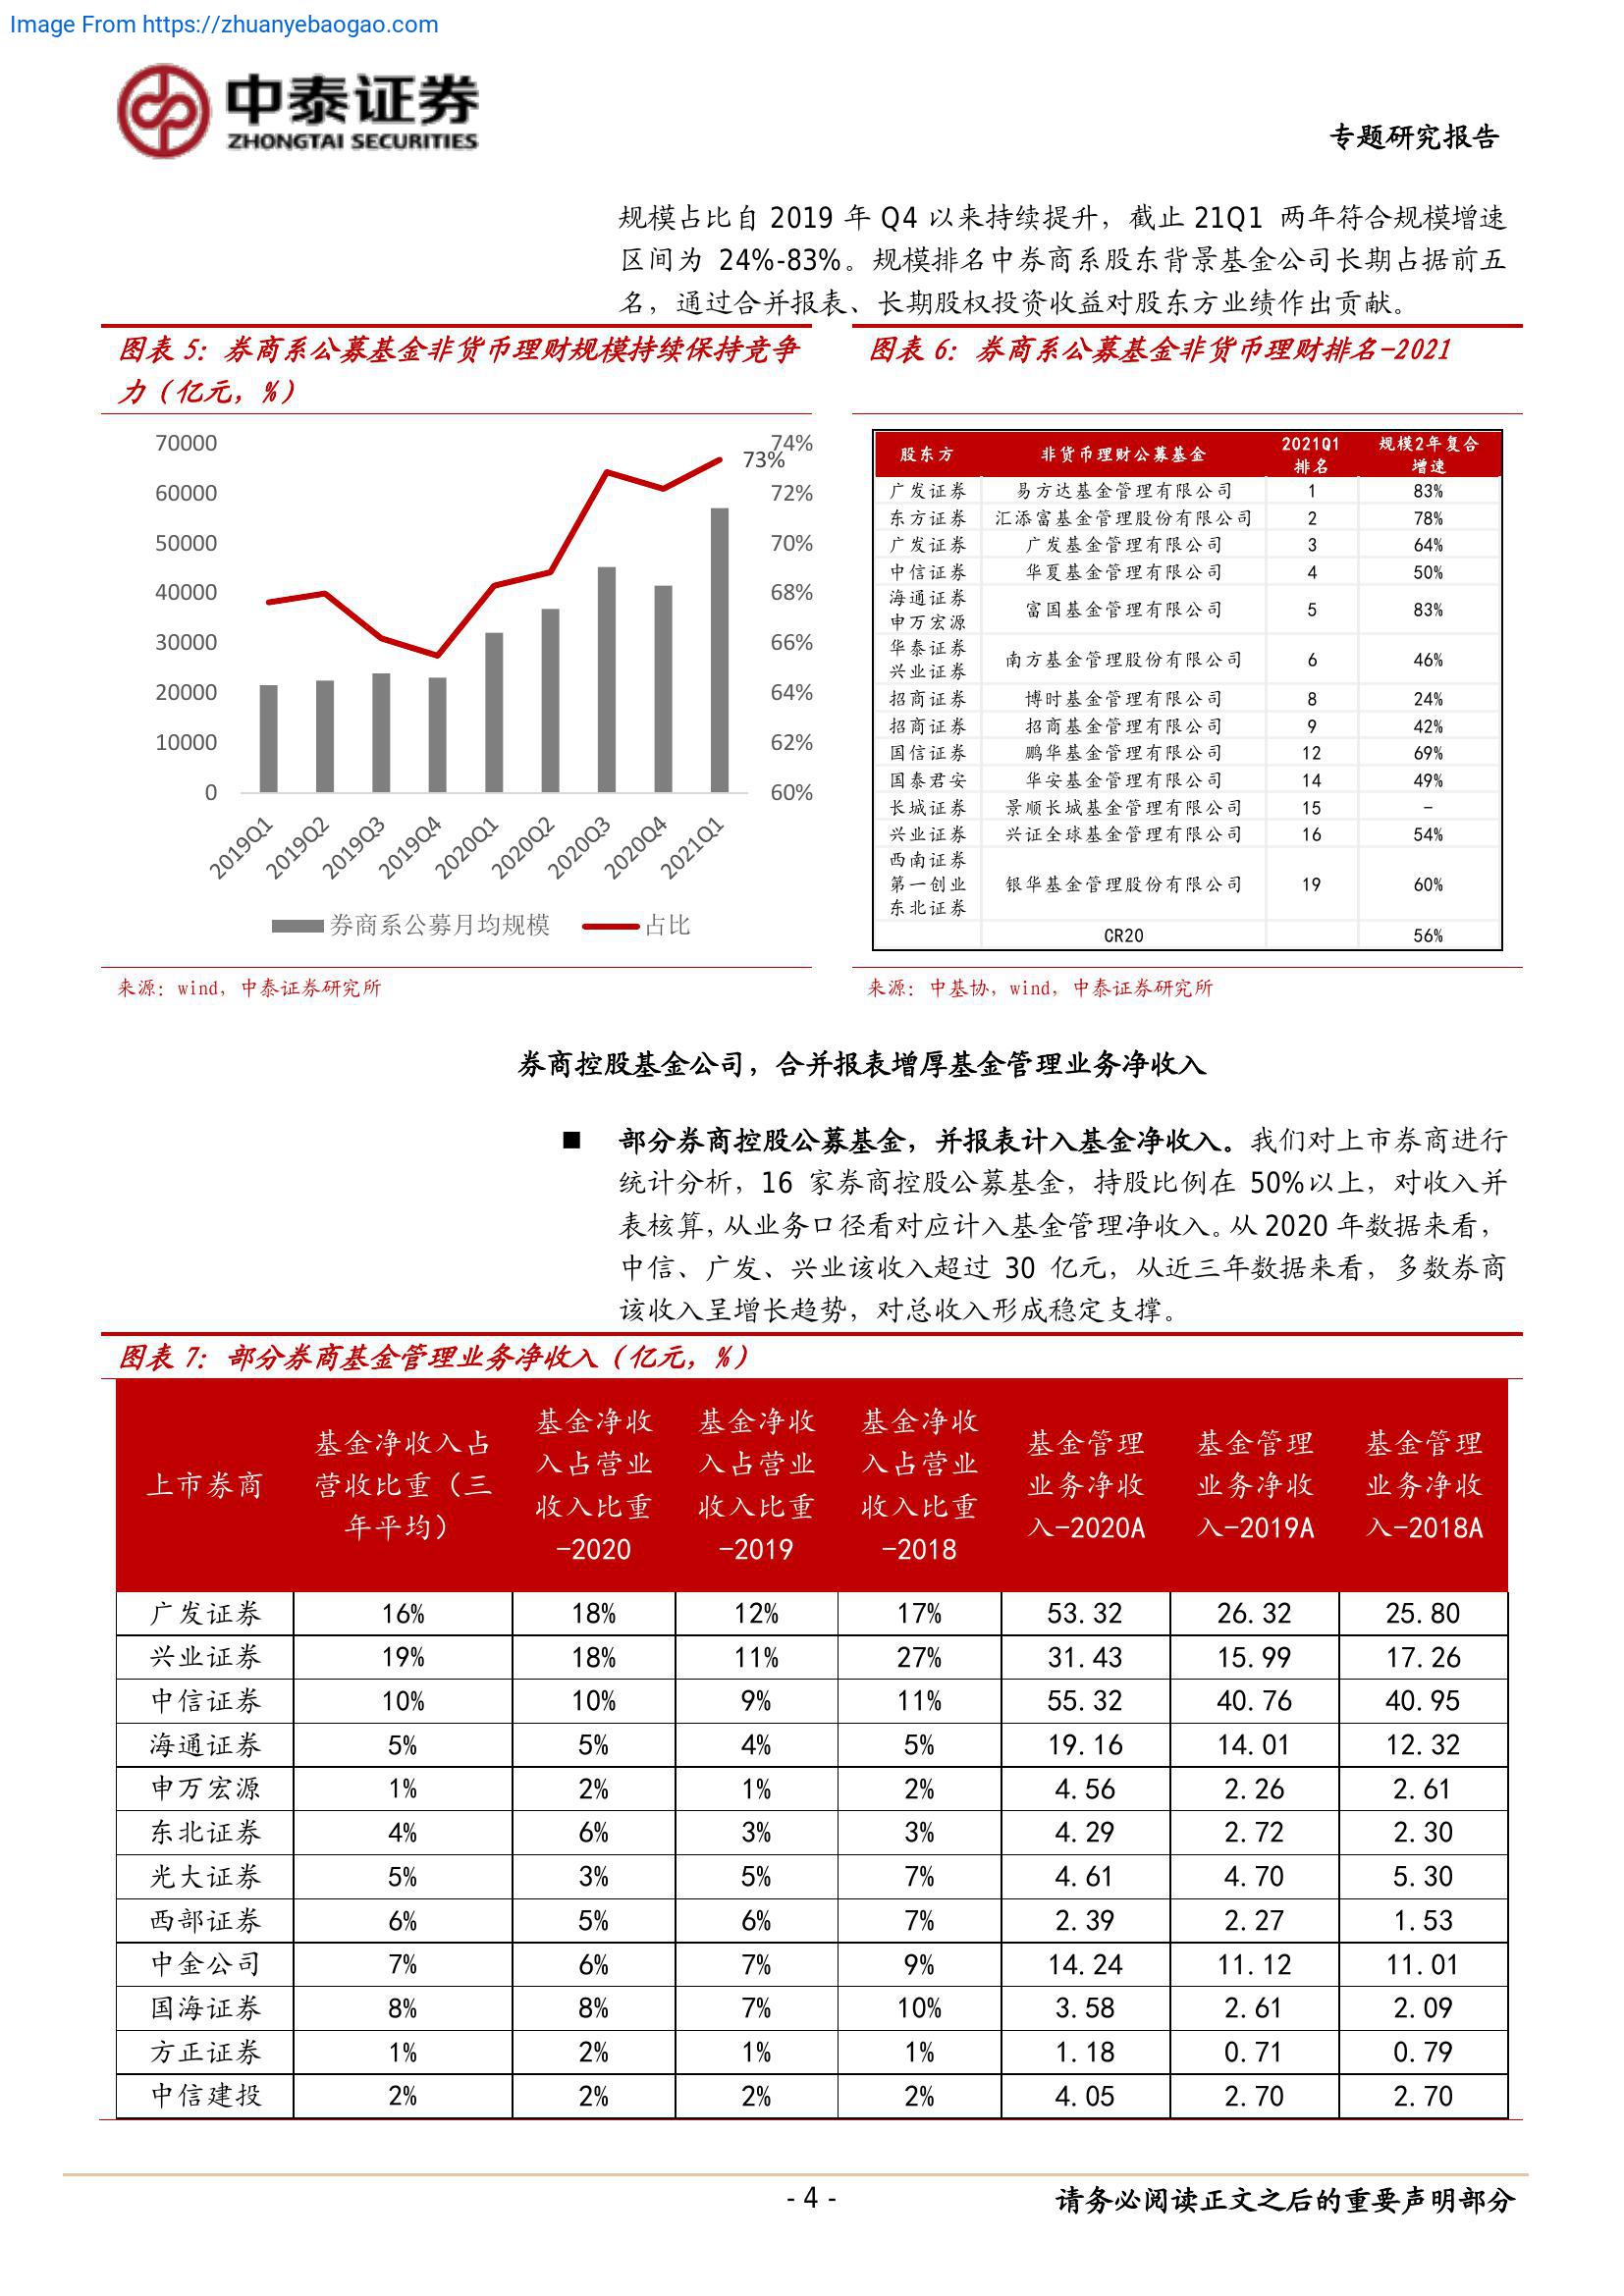 Image From https://zhuanyebaogao.com
中泰证券
ZHONGTAI SECURITIES
专题研究报告
规模占比自 2019 年 Q4 以来持续提升，截止 21Q1 两年符合规模增速
区间为 24%-83%。规模排名中券商系股东背景基金公司长期占据前五
名，通过合并报表、长期股权投资收益对股东方业绩作出贡献。
图表 5：券商系公募基金非货币理财规模持续保持竞争
力（亿元，%）
70000
60000
50000
40000
30000
20000
10000
0
74%
73%
72%
70%
68%
66%
64%
62%
60%
2019Q1
2019Q2
2019Q3
2019Q4
2020Q1
2020Q2
2020Q3
2020Q4
2021Q1
券商系公募月均规模 占比
来源：wind，中泰证券研究所
图表 6：券商系公募基金非货币理财排名-2021
股东方 非货币理财公募基金 2021Q1 排名 规模2年复合 增速
广发证券 易方达基金管理有限公司 1 83%
东方证券 汇添富基金管理股份有限公司 2 78%
广发证券 广发基金管理有限公司 3 64%
中信证券 华夏基金管理有限公司 4 50%
海通证券 申万宏源 富国基金管理有限公司 5 83%
华泰证券 兴业证券 南方基金管理股份有限公司 6 46%
招商证券 博时基金管理有限公司 8 24%
招商证券 招商基金管理有限公司 9 42%
国信证券 鹏华基金管理有限公司 12 69%
国泰君安 华安基金管理有限公司 14 49%
长城证券 景顺长城基金管理有限公司 15 -
兴业证券 兴证全球基金管理有限公司 16 54%
西南证券 第一创业 东北证券 银华基金管理股份有限公司 19 60%
CR20 56%
来源：中基协，wind，中泰证券研究所
券商控股基金公司，合并报表增厚基金管理业务净收入
■ 部分券商控股公募基金，并报表计入基金净收入。我们对上市券商进行
统计分析，16 家券商控股公募基金，持股比例在 50%以上，对收入并
表核算，从业务口径看对应计入基金管理净收入。从 2020 年数据来看，
中信、广发、兴业该收入超过 30 亿元，从近三年数据来看，多数券商
该收入呈增长趋势，对总收入形成稳定支撑。
图表 7：部分券商基金管理业务净收入（亿元，%）
上市券商 基金净收入占营收比重（三年平均） 基金净收入占营业收入比重-2020 基金净收入占营业收入比重-2019 基金净收入占营业收入比重-2018 基金管理业务净收入-2020A 基金管理业务净收入-2019A 基金管理业务净收入-2018A
广发证券 16% 18% 12% 17% 53.32 26.32 25.80
兴业证券 19% 18% 11% 27% 31.43 15.99 17.26
中信证券 10% 10% 9% 11% 55.32 40.76 40.95
海通证券 5% 5% 4% 5% 19.16 14.01 12.32
申万宏源 1% 2% 1% 2% 4.56 2.26 2.61
东北证券 4% 6% 3% 3% 4.29 2.72 2.30
光大证券 5% 3% 5% 7% 4.61 4.70 5.30
西部证券 6% 5% 6% 7% 2.39 2.27 1.53
中金公司 7% 6% 7% 9% 14.24 11.12 11.01
国海证券 8% 8% 7% 10% 3.58 2.61 2.09
方正证券 1% 2% 1% 1% 1.18 0.71 0.79
中信建投 2% 2% 2% 2% 4.05 2.70 2.70
- 4 -
请务必阅读正文之后的重要声明部分